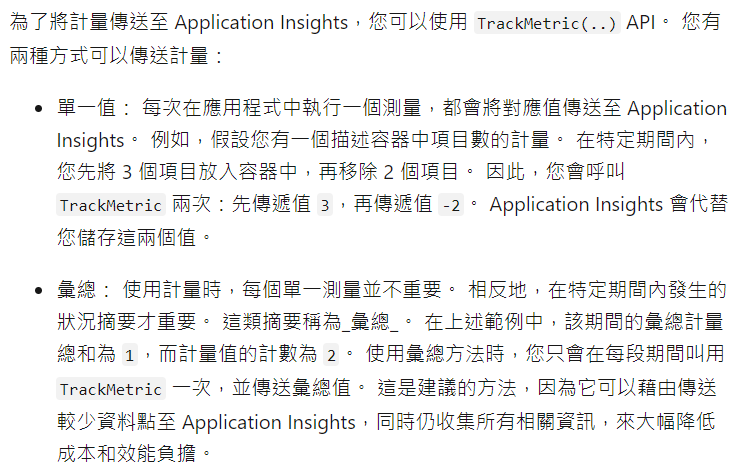 為了將計量傳送至 Application Insights，您可以使用 TrackMetric(..) API。 您有
兩種方式可以傳送計量：
單一值： 每次在應用程式中執行一個測量，都會將對應值傳送至 Application
Insights。 例如，假設您有一個描述容器中項目數的計量。 在特定期間內，
您先將 3 個項目放入容器中，再移除 2 個項目。 因此，您會呼叫
TrackMetric 兩次：先傳遞值 3，再傳遞值 -2。 Application Insights 會代替
您儲存這兩個值。
彙總： 使用計量時，每個單一測量並不重要。 相反地，在特定期間內發生的
狀況摘要才重要。 這類摘要稱為_彙總_。 在上述範例中，該期間的彙總計量
總和為 1，而計量值的計數為 2。 使用彙總方法時，您只會在每段期間叫用
TrackMetric 一次，並傳送彙總值。 這是建議的方法，因為它可以藉由傳送
較少資料點至 Application Insights，同時仍收集所有相關資訊，來大幅降低
成本和效能負擔。